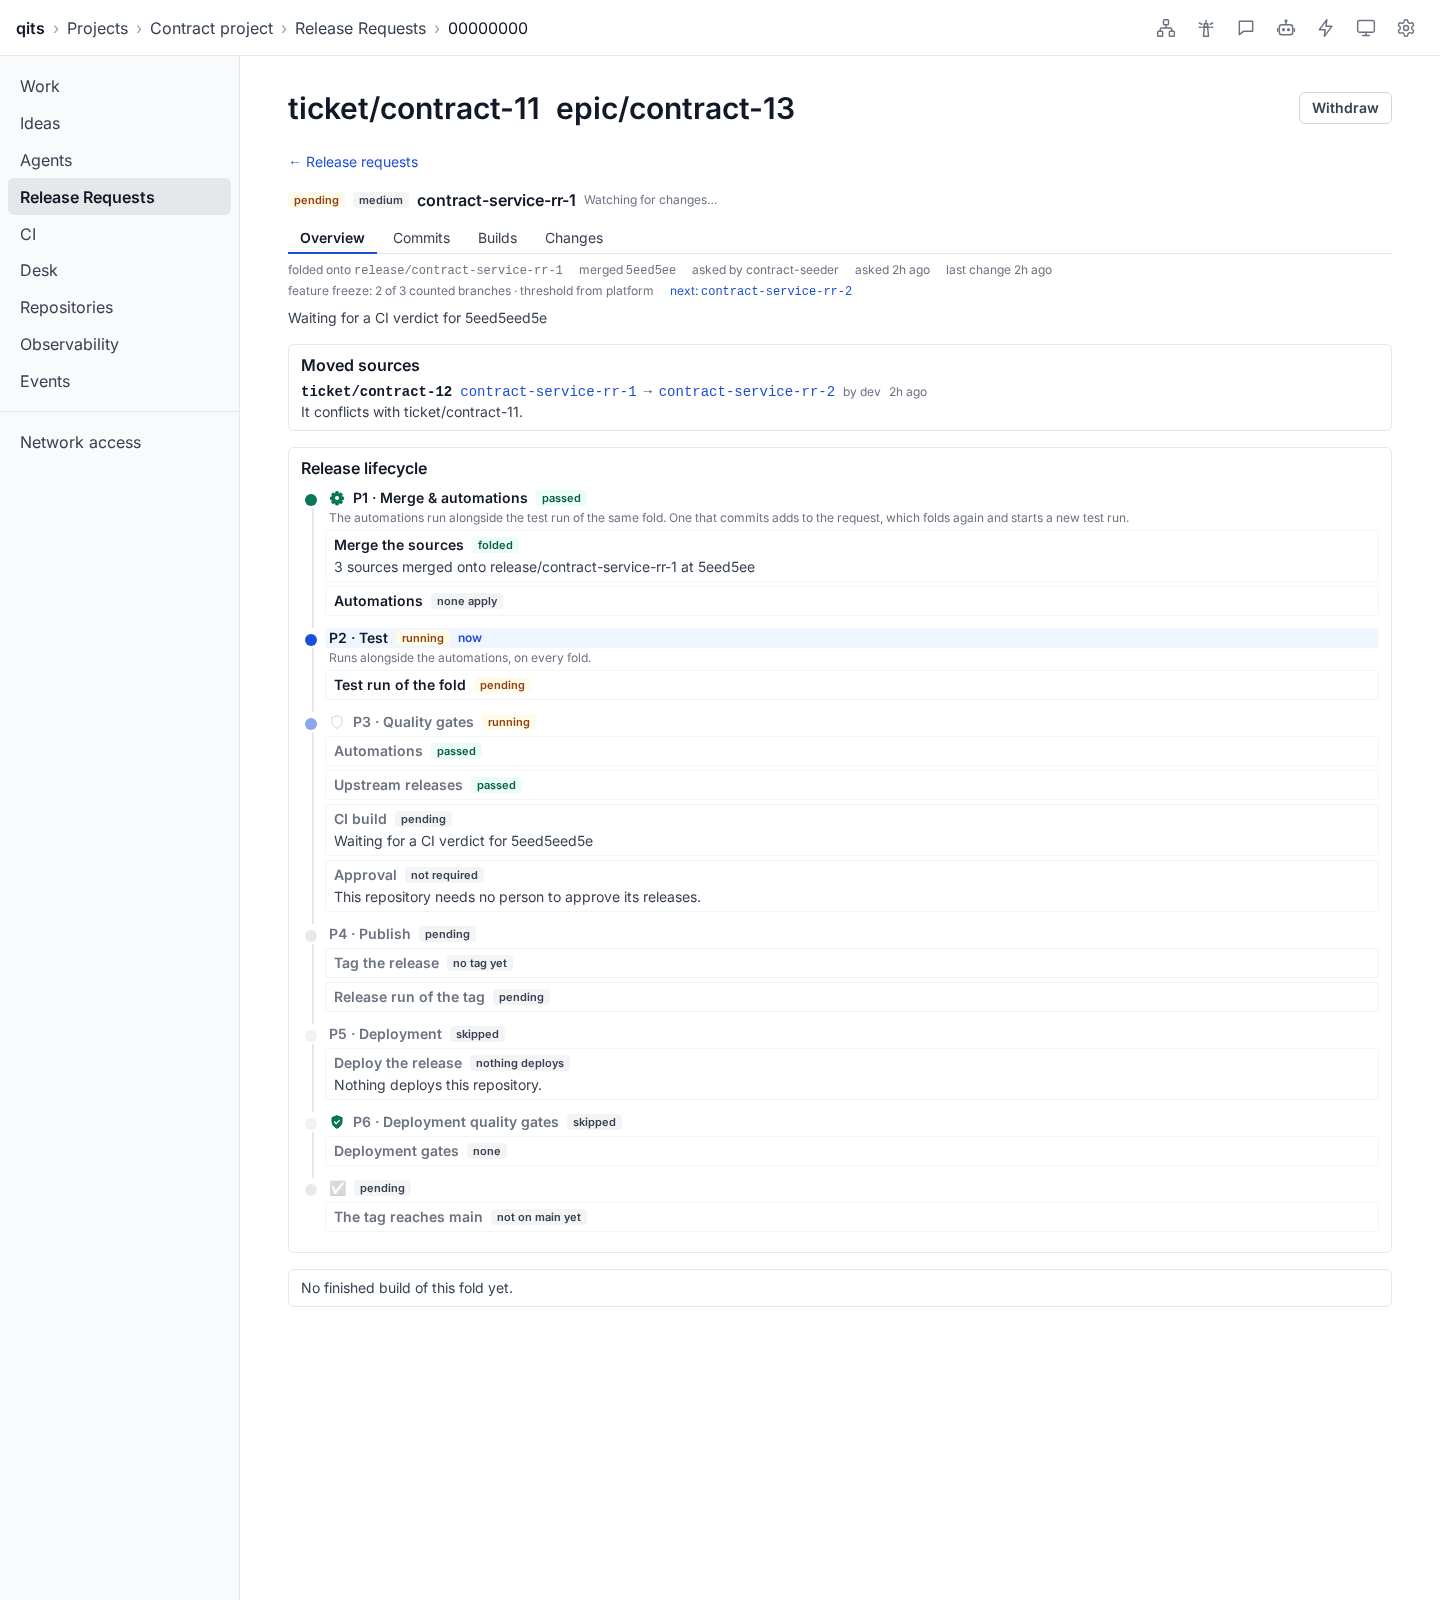 qits › Projects › Contract project › Release Requests › 00000000
Work
Ideas
Agents
Release Requests
CI
Desk
Repositories
Observability
Events
Network access
ticket/contract-11 epic/contract-13
Withdraw
← Release requests
pending medium contract-service-rr-1 Watching for changes...
Overview Commits Builds Changes
folded onto release/contract-service-rr-1 merged 5eed5ee asked by contract-seeder asked 2h ago last change 2h ago
feature freeze: 2 of 3 counted branches · threshold from platform next: contract-service-rr-2
Waiting for a CI verdict for 5eed5eed5e
Moved sources
ticket/contract-12 contract-service-rr-1 → contract-service-rr-2 by dev 2h ago
It conflicts with ticket/contract-11.
Release lifecycle
P1 · Merge & automations passed
The automations run alongside the test run of the same fold. One that commits adds to the request, which folds again and starts a new test run.
Merge the sources folded
3 sources merged onto release/contract-service-rr-1 at 5eed5ee
Automations none apply
P2 · Test running now
Runs alongside the automations, on every fold.
Test run of the fold pending
P3 · Quality gates running
Automations passed
Upstream releases passed
CI build pending
Waiting for a CI verdict for 5eed5eed5e
Approval not required
This repository needs no person to approve its releases.
P4 · Publish pending
Tag the release no tag yet
Release run of the tag pending
P5 · Deployment skipped
Deploy the release nothing deploys
Nothing deploys this repository.
P6 · Deployment quality gates skipped
Deployment gates none
pending
The tag reaches main not on main yet
No finished build of this fold yet.